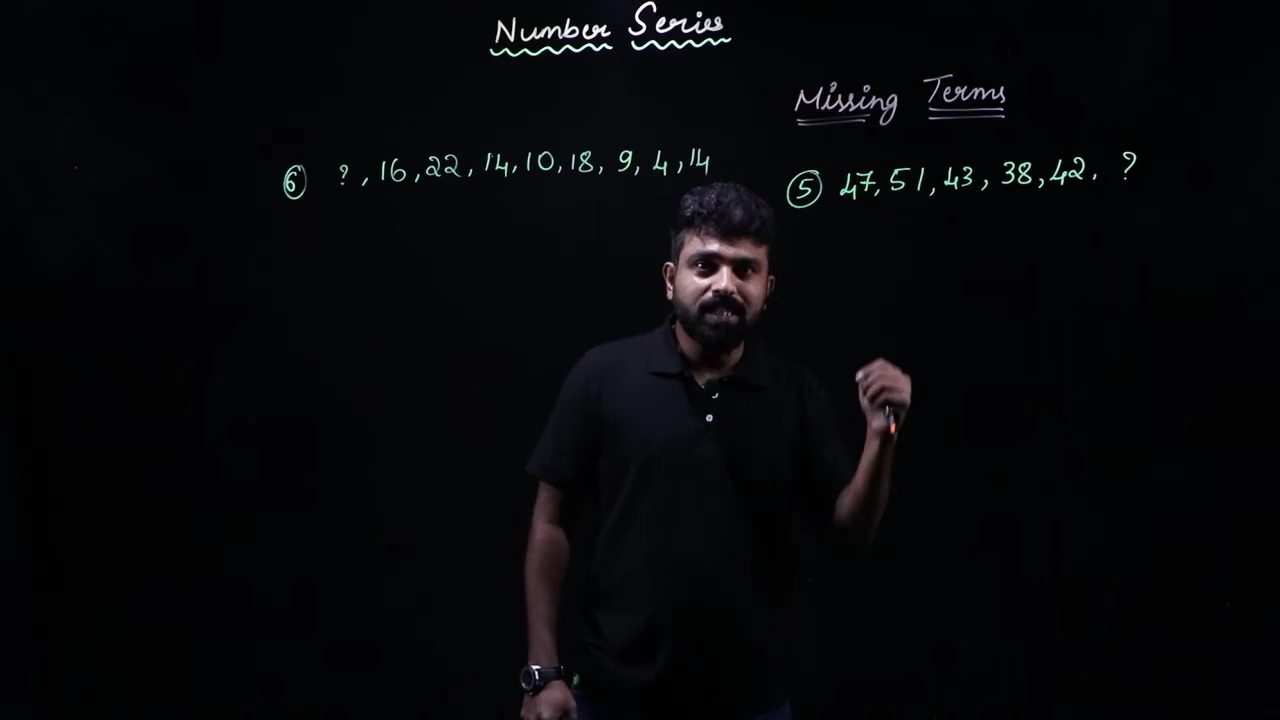 Number Series
Missing Terms
⑥ ?, 16, 22, 14, 10, 18, 9, 4, 14
⑤ 47, 51, 43, 38, 42, ?